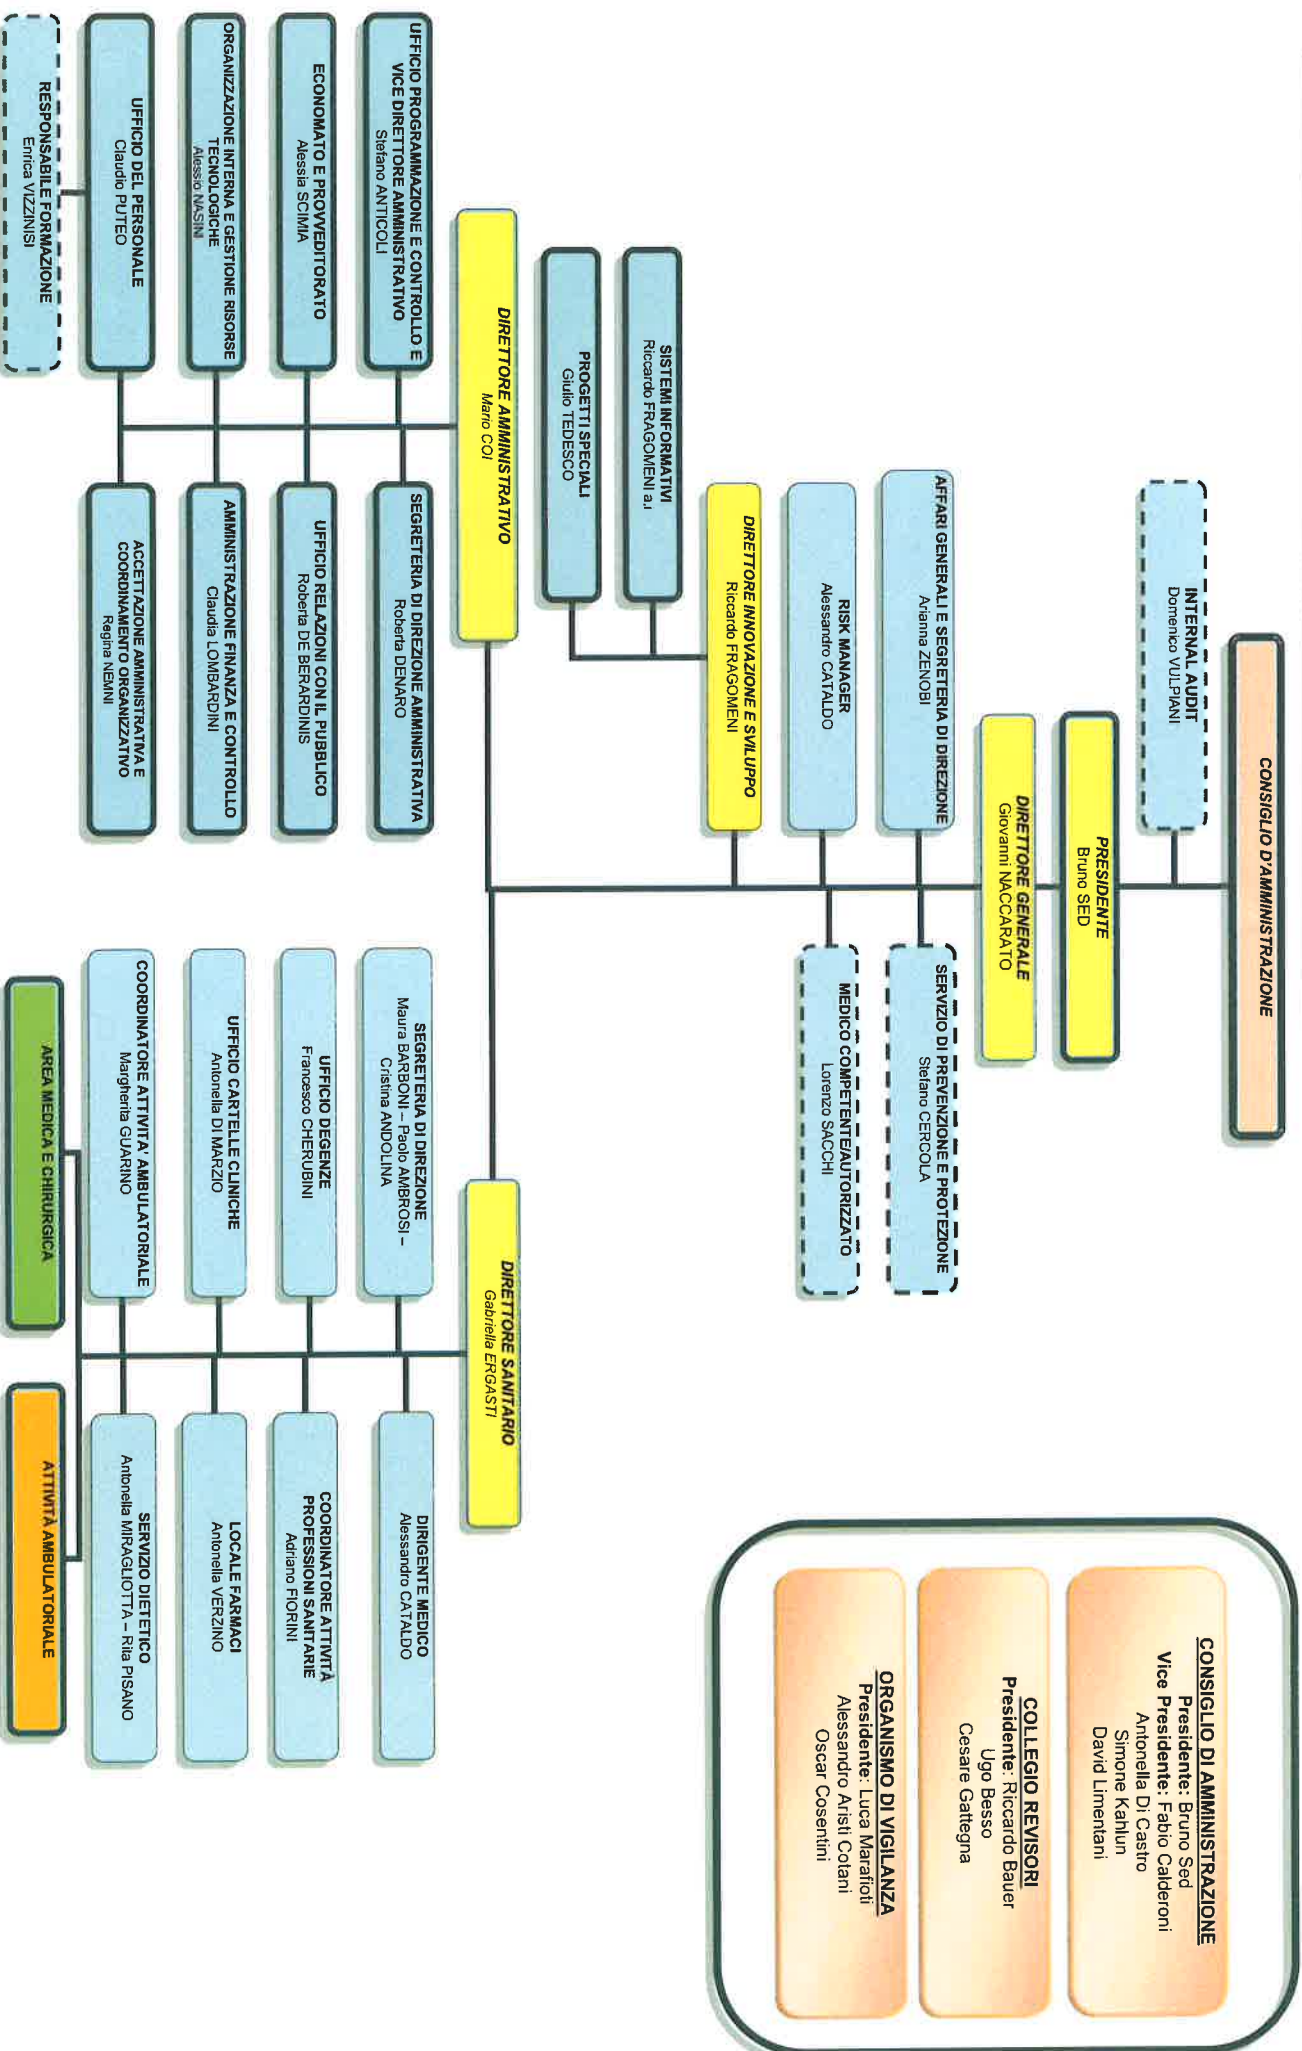 CONSIGLIO D'AMMINISTRAZIONE
INTERNAL AUDIT
Domenico VULPIANI
PRESIDENTE
Bruno SED
DIRETTORE GENERALE
Giovanni NACCARATO
AFFARI GENERALI E SEGRETERIA DI DIREZIONE
Arianna ZENOBI
SERVIZIO DI PREVENZIONE E PROTEZIONE
Stefano CERCOLA
RISK MANAGER
Alessandro CATALDO
MEDICO COMPETENTE/AUTORIZZATO
Lorenzo SACCHI
DIRETTORE INNOVAZIONE E SVILUPPO
Riccardo FRAGOMENI
SISTEMI INFORMATIVI
Riccardo FRAGOMENI a.i
PROGETTI SPECIALI
Giulio TEDESCO
CONSIGLIO DI AMMINISTRAZIONE
Presidente: Bruno Sed
Vice Presidente: Fabio Calderoni
Antonella Di Castro
Simone Kahlun
David Limentani
COLLEGIO REVISORI
Presidente: Riccardo Bauer
Ugo Besso
Cesare Gattegna
ORGANISMO DI VIGILANZA
Presidente: Luca Marafioti
Alessandro Aristi Cotani
Oscar Cosentini
DIRETTORE AMMINISTRATIVO
Mario COI
UFFICIO PROGRAMMAZIONE E CONTROLLO E
VICE DIRETTORE AMMINISTRATIVO
Stefano ANTICOLI
SEGRETERIA DI DIREZIONE AMMINISTRATIVA
Roberta DENARO
ECONOMATO E PROVVEDITORATO
Alessia SCIMIA
UFFICIO RELAZIONI CON IL PUBBLICO
Roberta DE BERARDINIS
ORGANIZZAZIONE INTERNA E GESTIONE RISORSE
TECNOLOGICHE
Alessio NASINI
AMMINISTRAZIONE FINANZA E CONTROLLO
Claudia LOMBARDINI
UFFICIO DEL PERSONALE
Claudio PUTEO
ACCETTAZIONE AMMINISTRATIVA E
COORDINAMENTO ORGANIZZATIVO
Regina NEMNI
RESPONSABILE FORMAZIONE
Enrica VIZZINISI
DIRETTORE SANITARIO
Gabriella ERGASTI
SEGRETERIA DI DIREZIONE
Maura BARBONI – Paolo AMBROSI –
Cristina ANDOLINA
DIRIGENTE MEDICO
Alessandro CATALDO
UFFICIO DEGENZE
Francesco CHERUBINI
COORDINATORE ATTIVITÀ
PROFESSIONI SANITARIE
Adriano FIORINI
UFFICIO CARTELLE CLINICHE
Antonella DI MARZIO
LOCALE FARMACI
Antonella VERZINO
COORDINATORE ATTIVITA' AMBULATORIALE
Margherita GUARINO
SERVIZIO DIETETICO
Antonella MIRAGLIOTTA – Rita PISANO
AREA MEDICA E CHIRURGICA
ATTIVITÀ AMBULATORIALE